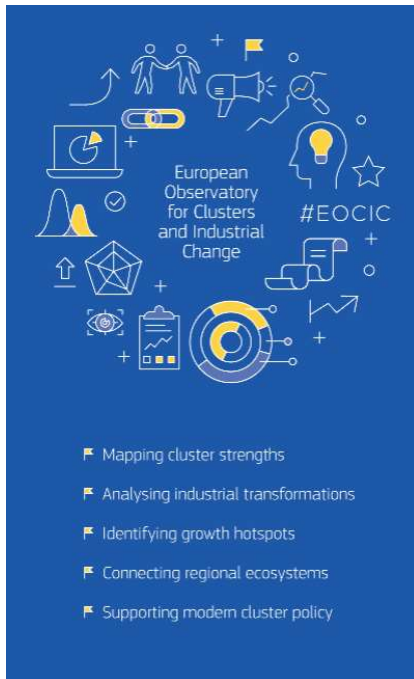 European
Observatory
for Clusters
and Industrial
Change
#EOCIC
Mapping cluster strengths
Analysing industrial transformations
Identifying growth hotspots
Connecting regional ecosystems
Supporting modern cluster policy